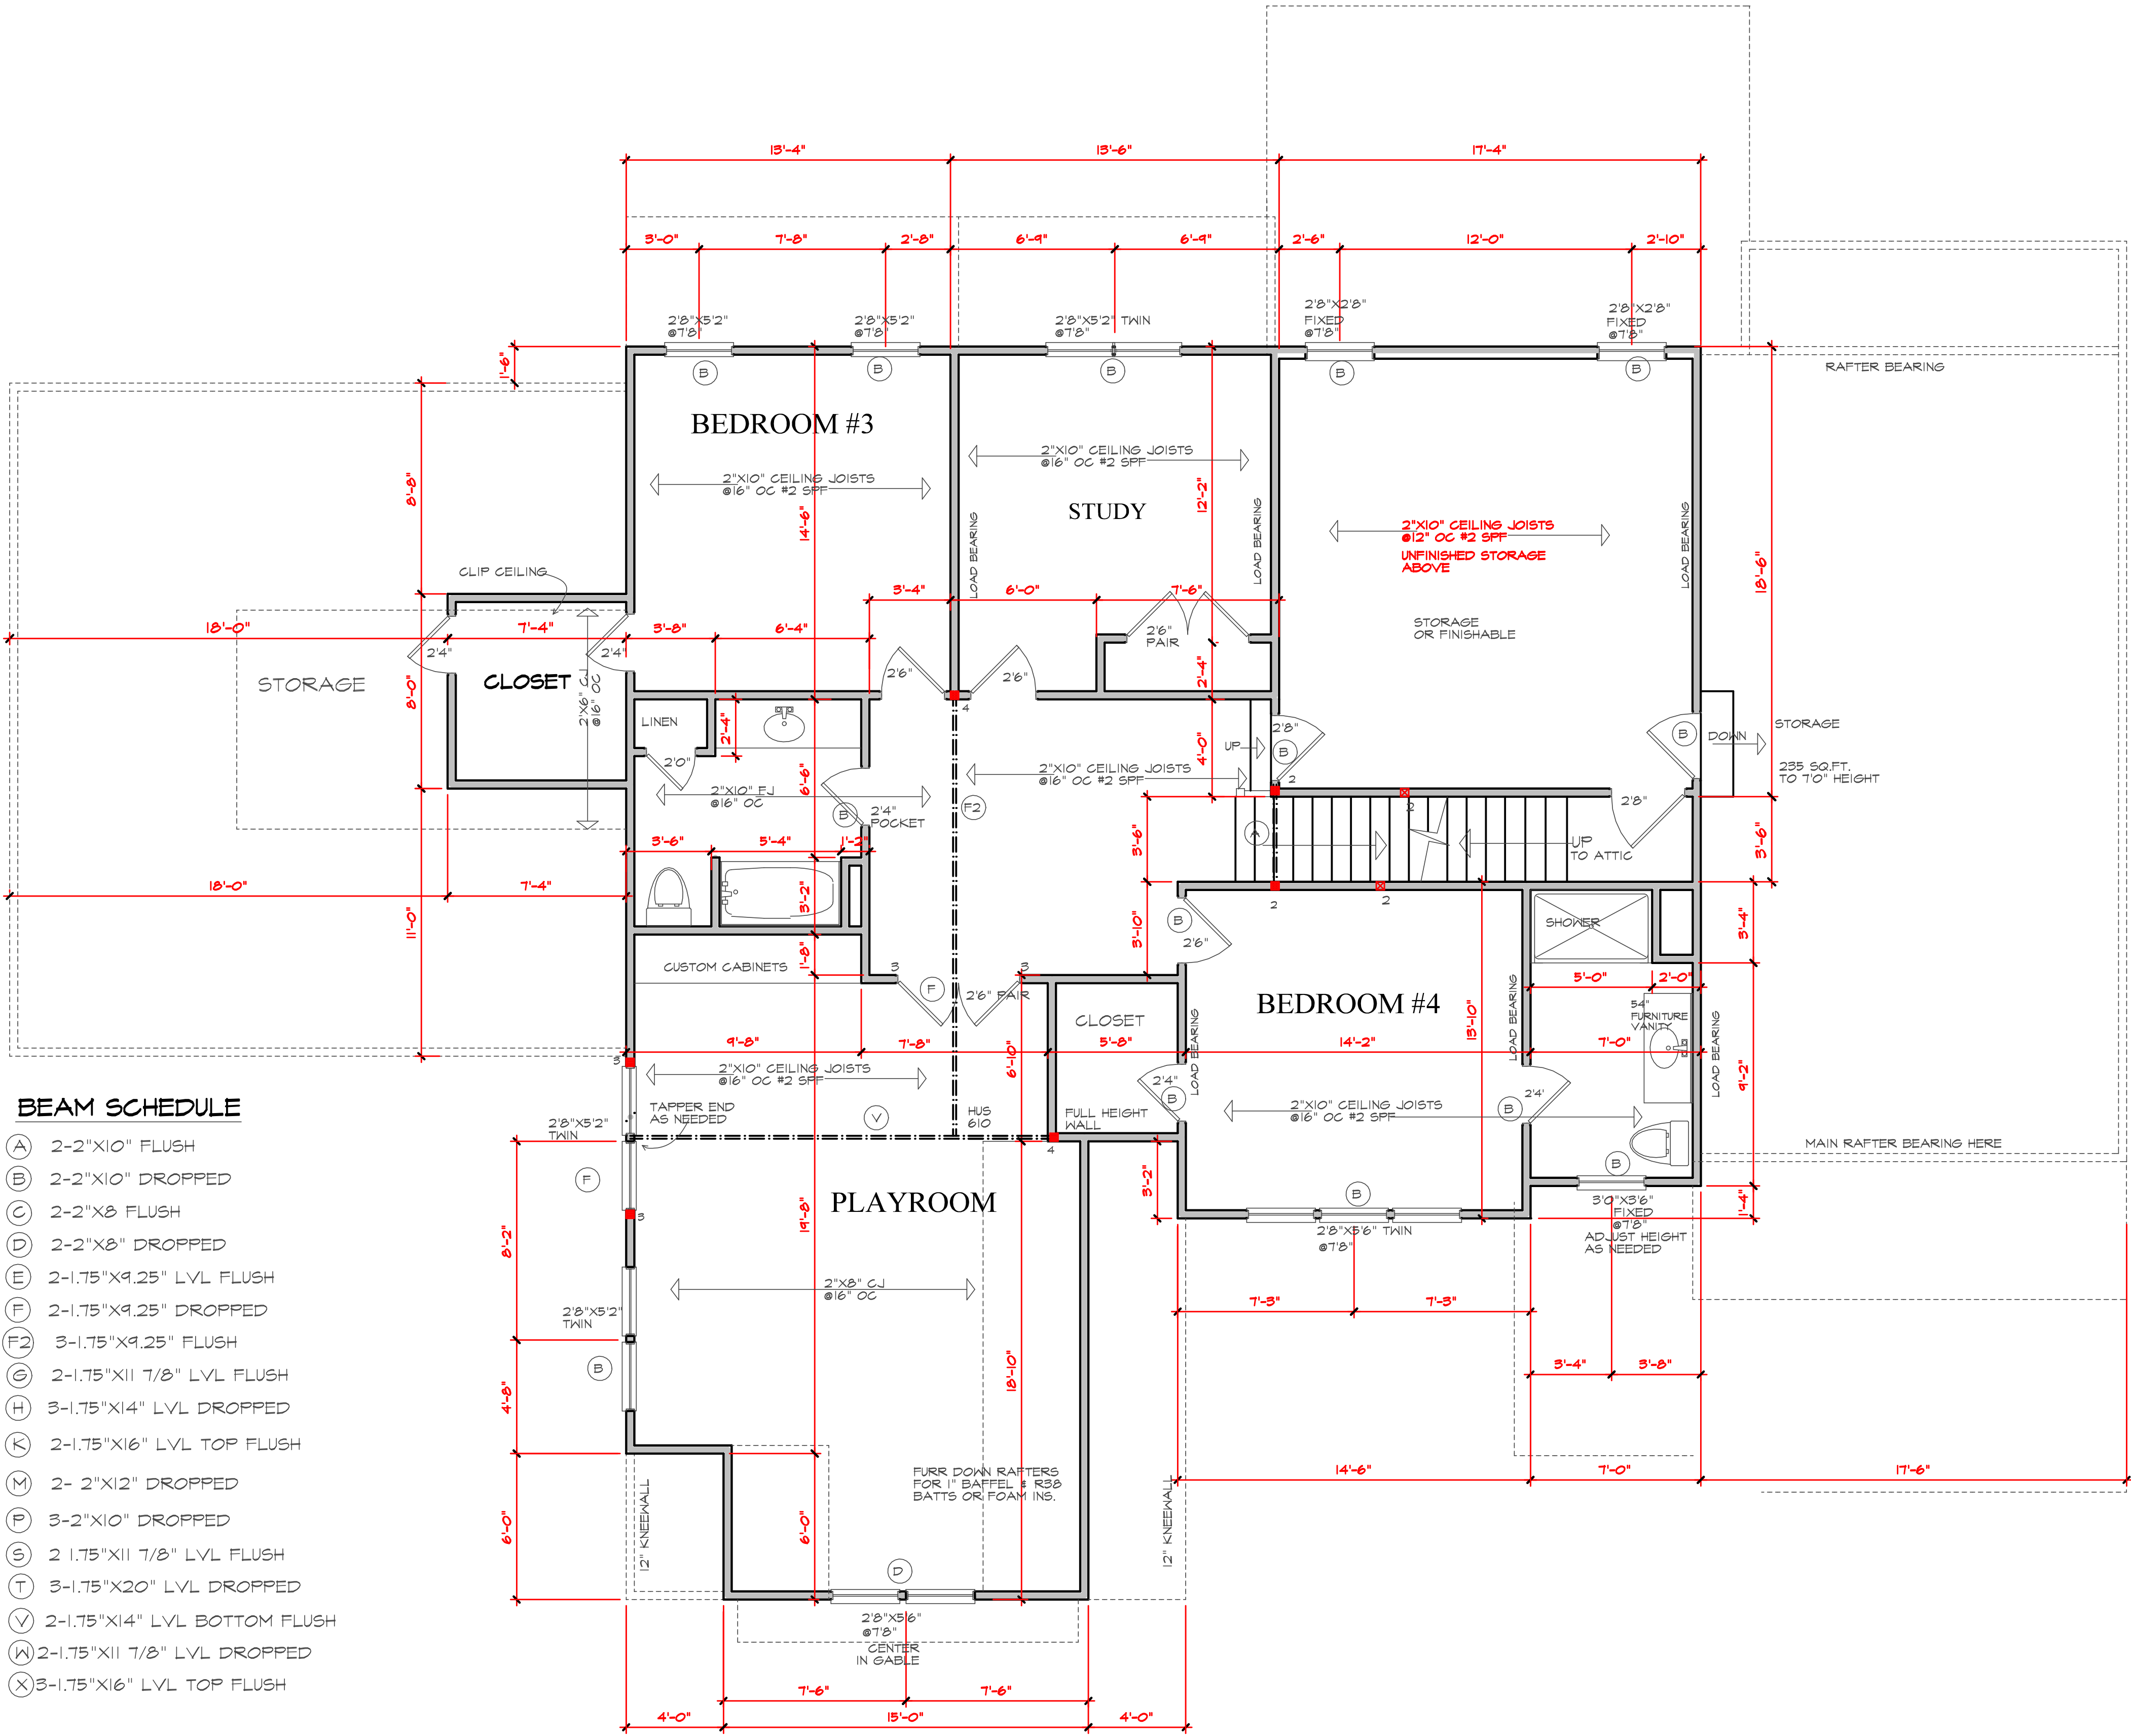 13'-4" 13'-6" 17'-4"
3'-0" 7'-8" 2'-8" 6'-9" 6'-9" 2'-6" 12'-0" 2'-10"
2'8"X5'2"
@7'8"
2'8"X5'2"
@7'8"
2'8"X5'2" TWIN
@7'8"
2'8"X2'8"
FIXED
@7'8"
2'8"X2'8"
FIXED
@7'8"
1'-6"
B B B B B
RAFTER BEARING
BEDROOM #3
2"X10" CEILING JOISTS
@16" OC #2 SPF
14'-6"
2"X10" CEILING JOISTS
@16" OC #2 SPF
STUDY
12'-2"
LOAD BEARING
LOAD BEARING
LOAD BEARING
2"X10" CEILING JOISTS
@12" OC #2 SPF
UNFINISHED STORAGE
ABOVE
18'-6"
8'-8"
CLIP CEILING
3'-4" 6'-0" 7'-6"
STORAGE
OR FINISHABLE
18'-0" 7'-4" 3'-8" 6'-4"
2'4" 2'4"
2'6"
PAIR
STORAGE
CLOSET
2'X6" CJ
@16" OC
8'-0"
2'6" 2'6"
4
2'-4"
LINEN
2'-4"
2'0"
4'-0"
UP
2'8"
B
2
B
DOWN
STORAGE
235 SQ.FT.
TO 7'0" HEIGHT
2"X10" FJ
@16" OC
6'-6"
B
2'4"
POCKET
2"X10" CEILING JOISTS
@16" OC #2 SPF
F2
2
2'8"
3'-6" 5'-4" 1'-2"
3'-6"
A
UP
TO ATTIC
3'-6"
18'-0" 7'-4"
11'-0"
3'-2"
2
2
3'-10"
B
2'6"
SHOWER
3'-4"
1'-8"
CUSTOM CABINETS
3 3
F
2'6" PAIR
5'-0" 2'-0"
BEDROOM #4
13'-10"
54"
FURNITURE
VANITY
CLOSET
LOAD BEARING
LOAD BEARING
LOAD BEARING
9'-8" 7'-8" 5'-8" 14'-2" 7'-0"
6'-10"
3
2"X10" CEILING JOISTS
@16" OC #2 SPF
2'4"
B
2'4'
B
9'-2"
TAPPER END
AS NEEDED
V
HUS
610
FULL HEIGHT
WALL
2"X10" CEILING JOISTS
@16" OC #2 SPF
2'8"X5'2"
TWIN
4
MAIN RAFTER BEARING HERE
F
3
PLAYROOM
3'-2"
B
B
3'0"X3'6"
FIXED
@7'8"
ADJUST HEIGHT
AS NEEDED
1'-4"
2'8"X5'6" TWIN
@7'8"
8'-2"
19'-8"
2"X8" CJ
@16" OC
2'8"X5'2"
TWIN
B
7'-3" 7'-3"
3'-4" 3'-8"
4'-8"
18'-10"
14'-6" 7'-0" 17'-6"
FURR DOWN RAFTERS
FOR 1" BAFFEL & R38
BATTS OR FOAM INS.
12" KNEEWALL
12" KNEEWALL
6'-0"
6'-0"
D
2'8"X5'6"
@7'8"
CENTER
IN GABLE
7'-6" 7'-6"
4'-0" 15'-0" 4'-0"
BEAM SCHEDULE
A 2-2"X10" FLUSH
B 2-2"X10" DROPPED
C 2-2"X8 FLUSH
D 2-2"X8" DROPPED
E 2-1.75"X9.25" LVL FLUSH
F 2-1.75"X9.25" DROPPED
F2 3-1.75"X9.25" FLUSH
G 2-1.75"X11 7/8" LVL FLUSH
H 3-1.75"X14" LVL DROPPED
K 2-1.75"X16" LVL TOP FLUSH
M 2- 2"X12" DROPPED
P 3-2"X10" DROPPED
S 2 1.75"X11 7/8" LVL FLUSH
T 3-1.75"X20" LVL DROPPED
V 2-1.75"X14" LVL BOTTOM FLUSH
W 2-1.75"X11 7/8" LVL DROPPED
X 3-1.75"X16" LVL TOP FLUSH